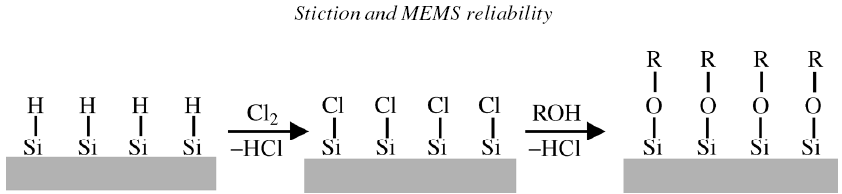 Stiction and MEMS reliability
R R R R
H H H H Cl₂ Cl Cl Cl Cl ROH O O O O
Si Si Si Si –HCl Si Si Si Si –HCl Si Si Si Si